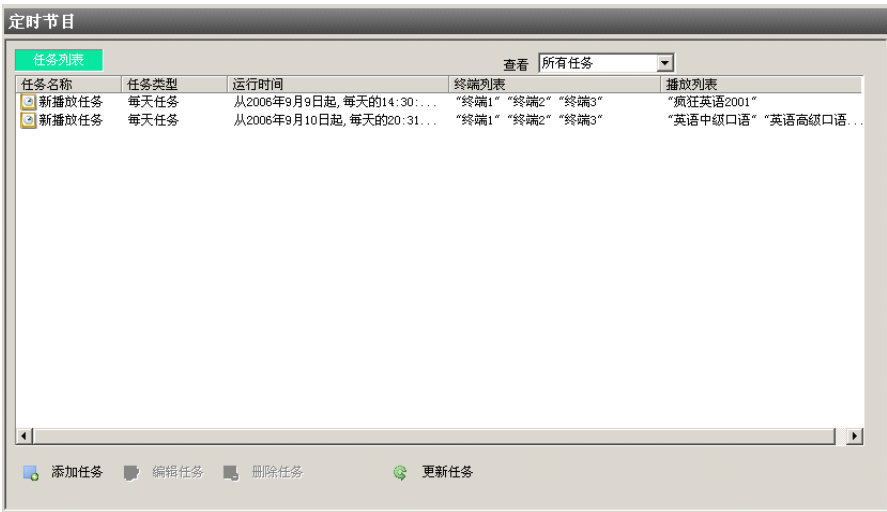 定时节目
任务列表
查看 所有任务
任务名称 任务类型 运行时间 终端列表 播放列表
新播放任务 每天任务 从2006年9月9日起,每天的14:30:... "终端1" "终端2" "终端3" "疯狂英语2001"
新播放任务 每天任务 从2006年9月10日起,每天的20:31... "终端1" "终端2" "终端3" "英语中级口语" "英语高级口语...
添加任务 编辑任务 删除任务 更新任务